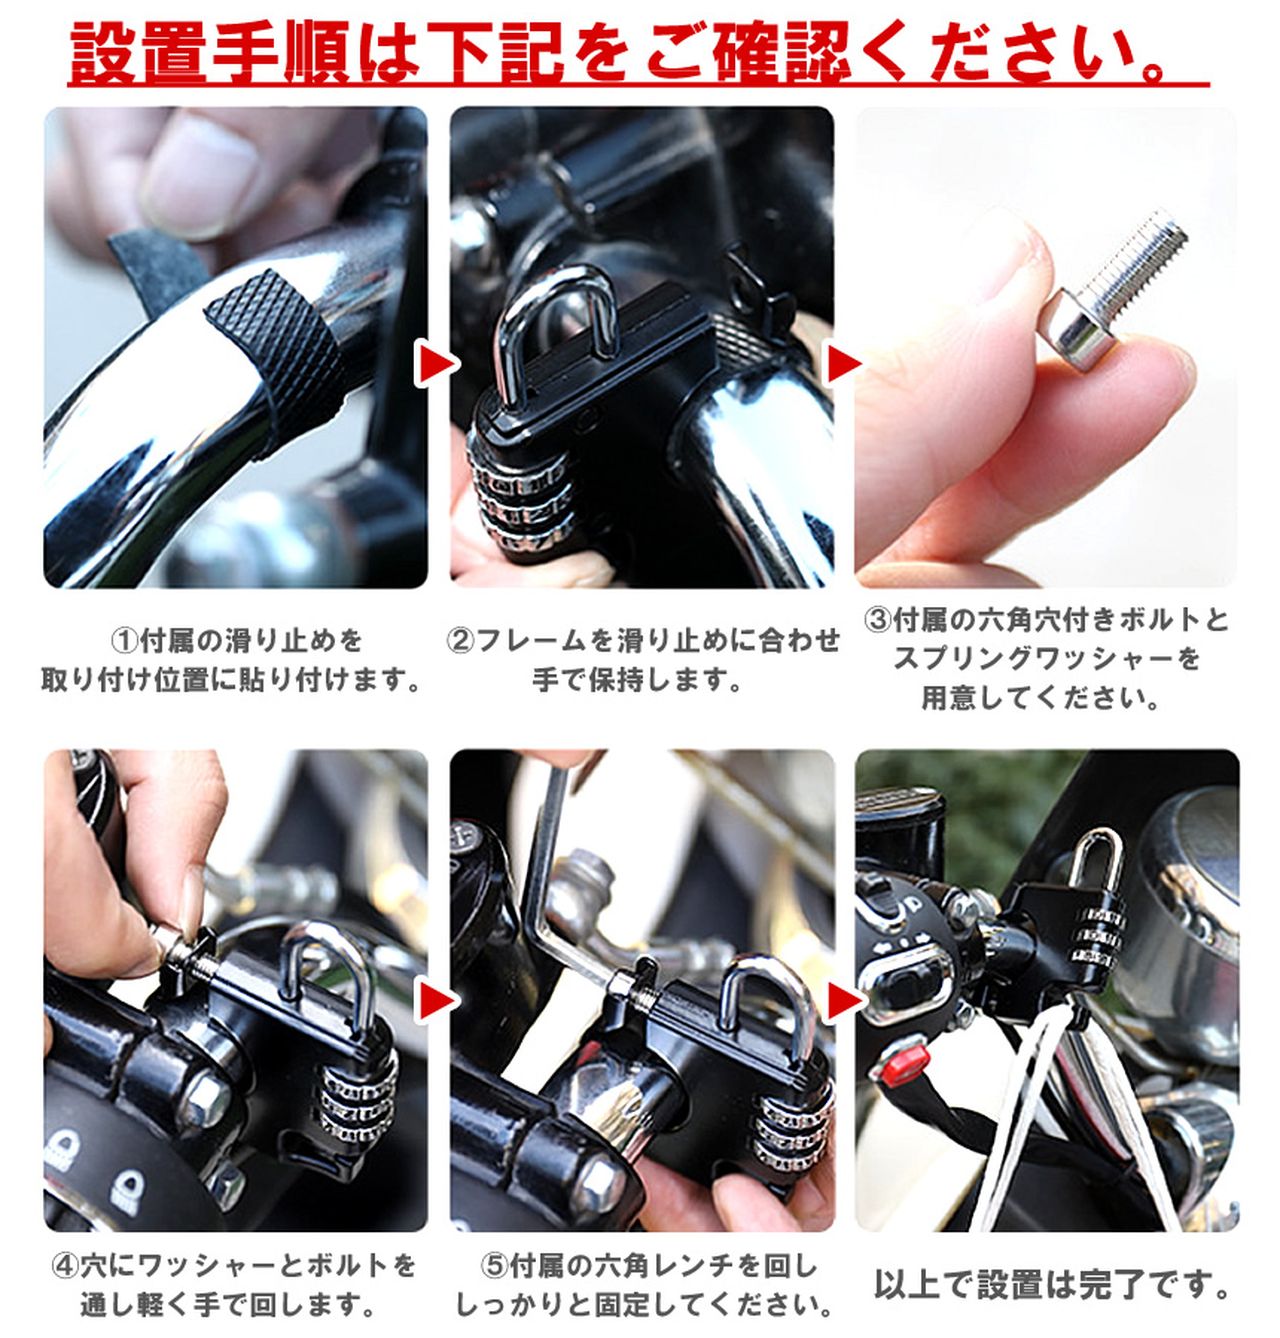 設置手順は下記をご確認ください。
①付属の滑り止めを
取り付け位置に貼り付けます。
②フレームを滑り止めに合わせ
手で保持します。
③付属の六角穴付きボルトと
スプリングワッシャーを
用意してください。
④穴にワッシャーとボルトを
通し軽く手で回します。
⑤付属の六角レンチを回し
しっかりと固定してください。
以上で設置は完了です。